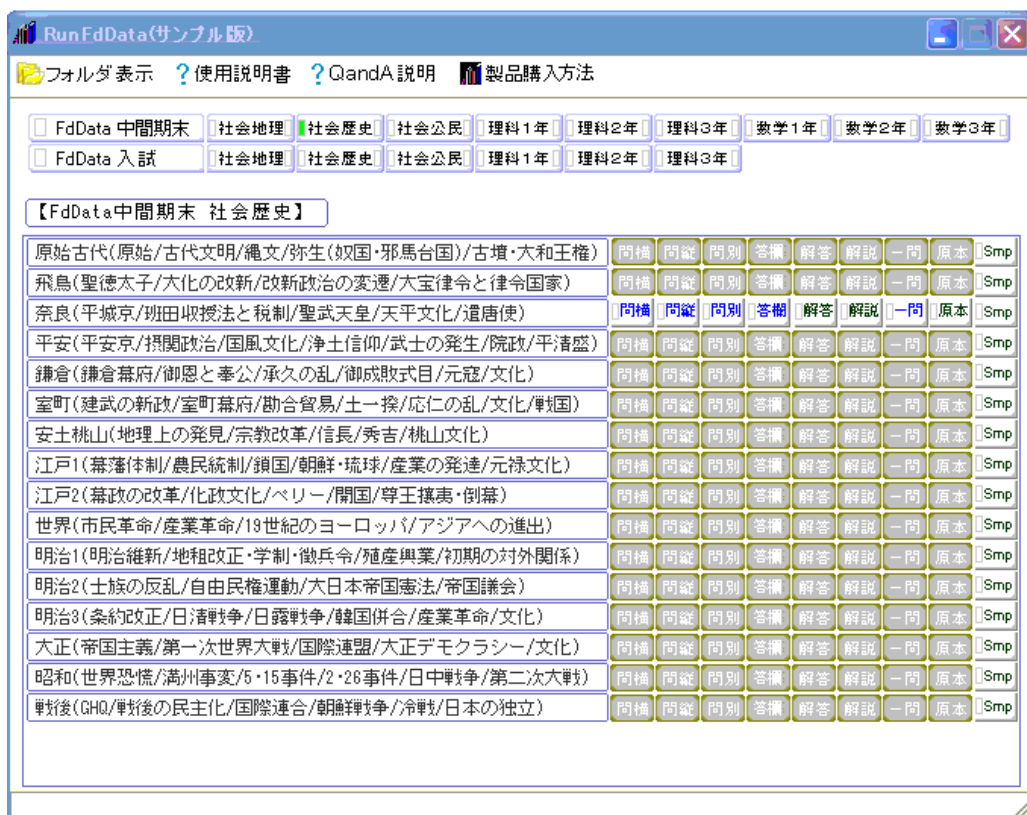 RunFdData(サンプル版)
フォルダ表示 ?使用説明書 ?QandA説明 製品購入方法
FdData 中間期末 社会地理 社会歴史 社会公民 理科1年 理科2年 理科3年 数学1年 数学2年 数学3年
FdData 入試 社会地理 社会歴史 社会公民 理科1年 理科2年 理科3年
【FdData中間期末 社会歴史】
原始古代(原始/古代文明/縄文/弥生(奴国・邪馬台国)/古墳・大和王権) 問横 問縦 問別 答欄 解答 解説 一問 原本 Smp
飛鳥(聖徳太子/大化の改新/改新政治の変遷/大宝律令と律令国家) 問横 問縦 問別 答欄 解答 解説 一問 原本 Smp
奈良(平城京/班田収授法と税制/聖武天皇/天平文化/遣唐使) 問横 問縦 問別 答欄 解答 解説 一問 原本 Smp
平安(平安京/摂関政治/国風文化/浄土信仰/武士の発生/院政/平清盛) 問横 問縦 問別 答欄 解答 解説 一問 原本 Smp
鎌倉(鎌倉幕府/御恩と奉公/承久の乱/御成敗式目/元寇/文化) 問横 問縦 問別 答欄 解答 解説 一問 原本 Smp
室町(建武の新政/室町幕府/勘合貿易/土一揆/応仁の乱/文化/戦国) 問横 問縦 問別 答欄 解答 解説 一問 原本 Smp
安土桃山(地理上の発見/宗教改革/信長/秀吉/桃山文化) 問横 問縦 問別 答欄 解答 解説 一問 原本 Smp
江戸1(幕藩体制/農民統制/鎖国/朝鮮・琉球/産業の発達/元禄文化) 問横 問縦 問別 答欄 解答 解説 一問 原本 Smp
江戸2(幕政の改革/化政文化/ペリー/開国/尊王攘夷・倒幕) 問横 問縦 問別 答欄 解答 解説 一問 原本 Smp
世界(市民革命/産業革命/19世紀のヨーロッパ/アジアへの進出) 問横 問縦 問別 答欄 解答 解説 一問 原本 Smp
明治1(明治維新/地租改正・学制・徴兵令/殖産興業/初期の対外関係) 問横 問縦 問別 答欄 解答 解説 一問 原本 Smp
明治2(士族の反乱/自由民権運動/大日本帝国憲法/帝国議会) 問横 問縦 問別 答欄 解答 解説 一問 原本 Smp
明治3(条約改正/日清戦争/日露戦争/韓国併合/産業革命/文化) 問横 問縦 問別 答欄 解答 解説 一問 原本 Smp
大正(帝国主義/第一次世界大戦/国際連盟/大正デモクラシー/文化) 問横 問縦 問別 答欄 解答 解説 一問 原本 Smp
昭和(世界恐慌/満州事変/5・15事件/2・26事件/日中戦争/第二次大戦) 問横 問縦 問別 答欄 解答 解説 一問 原本 Smp
戦後(GHQ/戦後の民主化/国際連合/朝鮮戦争/冷戦/日本の独立) 問横 問縦 問別 答欄 解答 解説 一問 原本 Smp